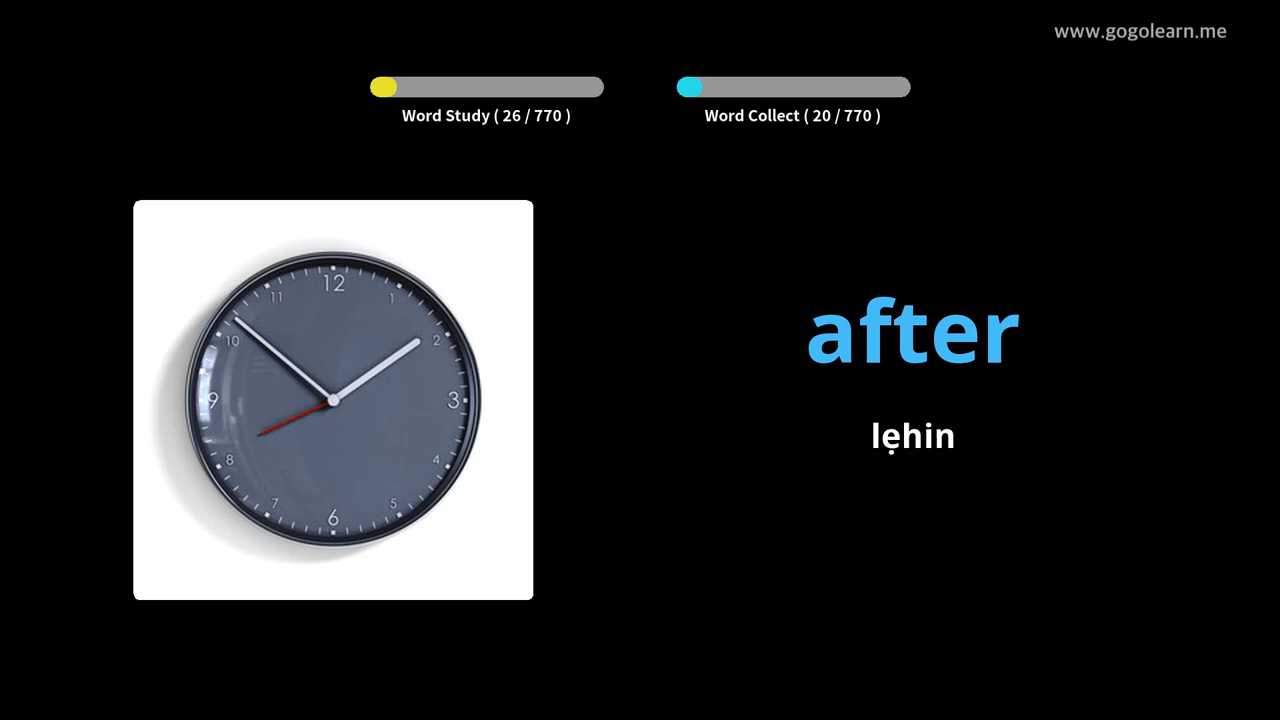 www.gogolearn.me
Word Study ( 26 / 770 )
Word Collect ( 20 / 770 )
12
11
1
10
2
9
3
8
4
7
5
6
after
lẹhin